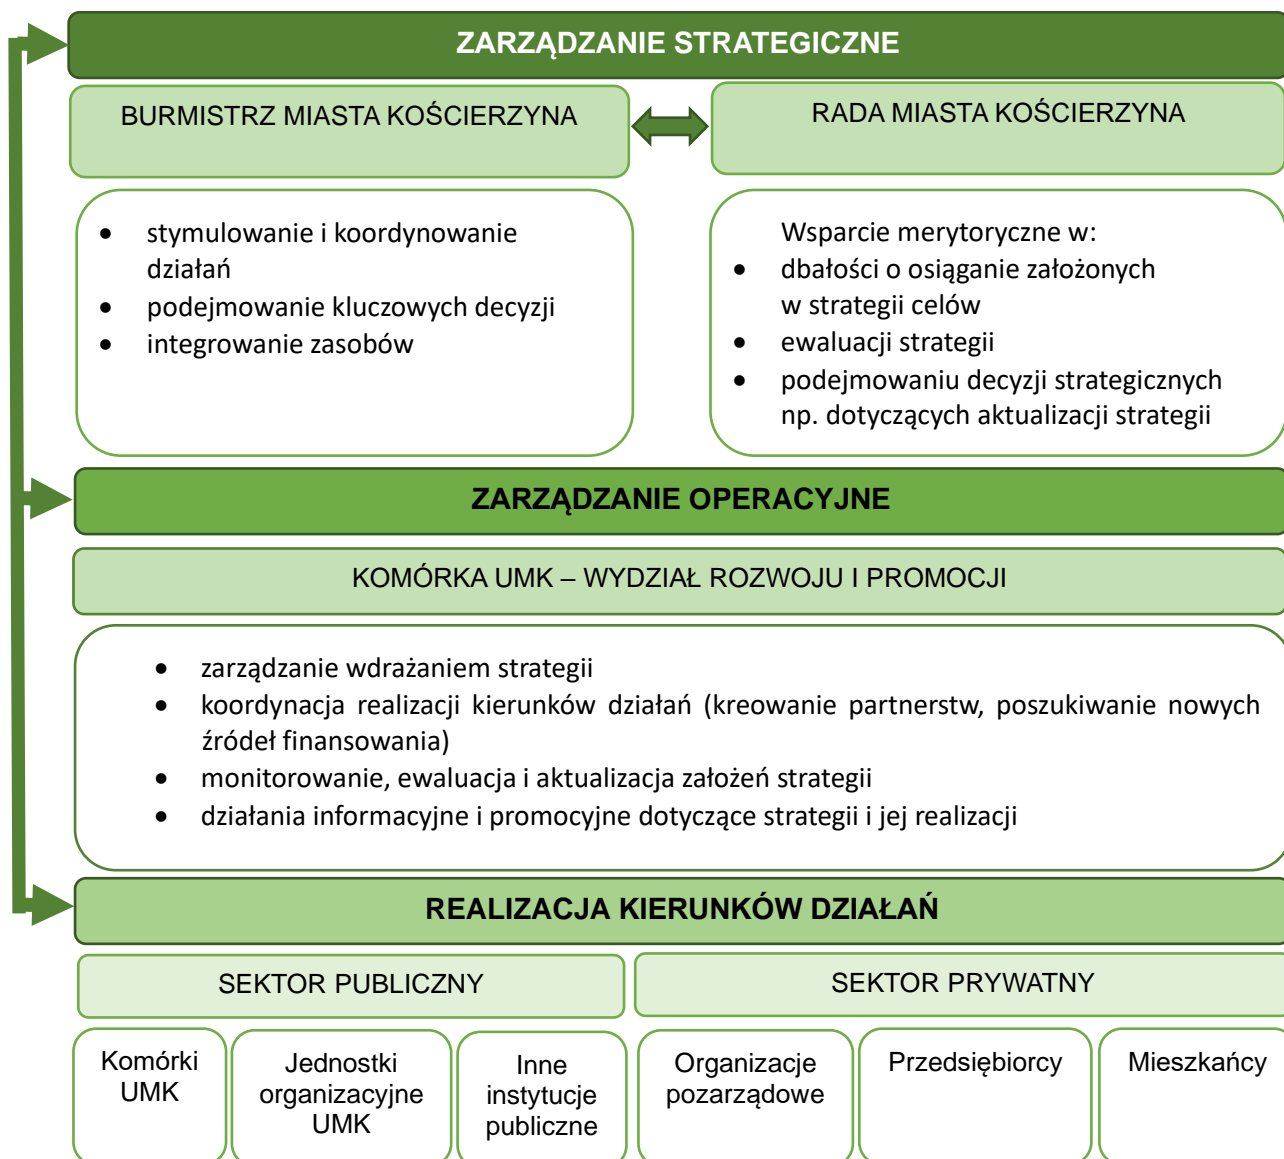 ZARZĄDZANIE STRATEGICZNE
BURMISTRZ MIASTA KOŚCIERZYNA
RADA MIASTA KOŚCIERZYNA
• stymulowanie i koordynowanie
działań
• podejmowanie kluczowych decyzji
• integrowanie zasobów
Wsparcie merytoryczne w:
• dbałości o osiąganie założonych
w strategii celów
• ewaluacji strategii
• podejmowaniu decyzji strategicznych
np. dotyczących aktualizacji strategii
ZARZĄDZANIE OPERACYJNE
KOMÓRKA UMK – WYDZIAŁ ROZWOJU I PROMOCJI
• zarządzanie wdrażaniem strategii
• koordynacja realizacji kierunków działań (kreowanie partnerstw, poszukiwanie nowych
źródeł finansowania)
• monitorowanie, ewaluacja i aktualizacja założeń strategii
• działania informacyjne i promocyjne dotyczące strategii i jej realizacji
REALIZACJA KIERUNKÓW DZIAŁAŃ
SEKTOR PUBLICZNY
SEKTOR PRYWATNY
Komórki
UMK
Jednostki
organizacyjne
UMK
Inne
instytucje
publiczne
Organizacje
pozarządowe
Przedsiębiorcy
Mieszkańcy